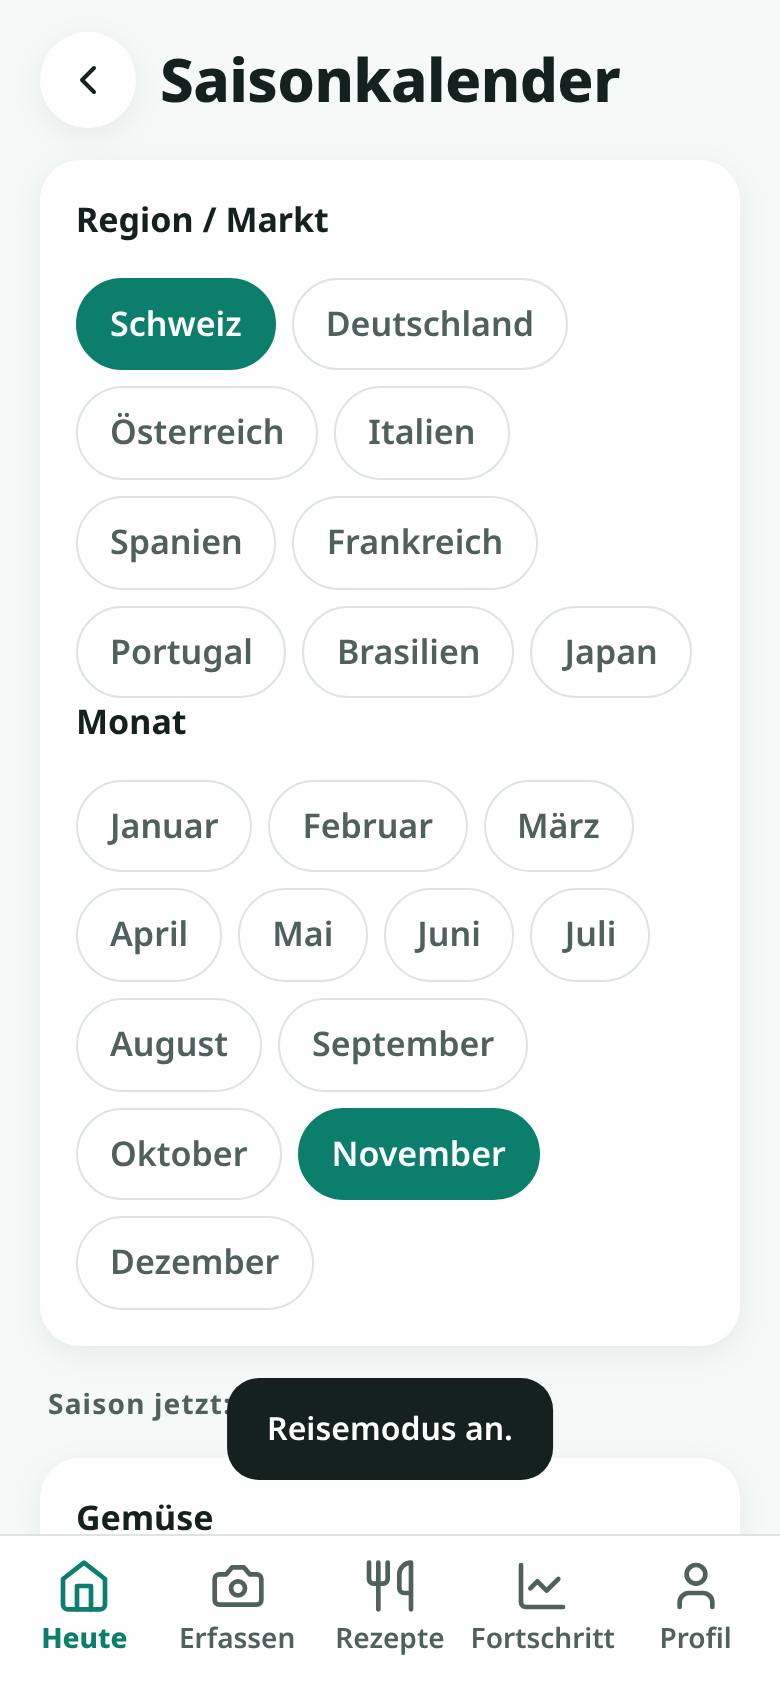 Saisonkalender
Region / Markt
Schweiz Deutschland
Österreich Italien
Spanien Frankreich
Portugal Brasilien Japan
Monat
Januar Februar März
April Mai Juni Juli
August September
Oktober November
Dezember
Saison jetzt:
Reisemodus an.
Gemüse
Heute Erfassen Rezepte Fortschritt Profil